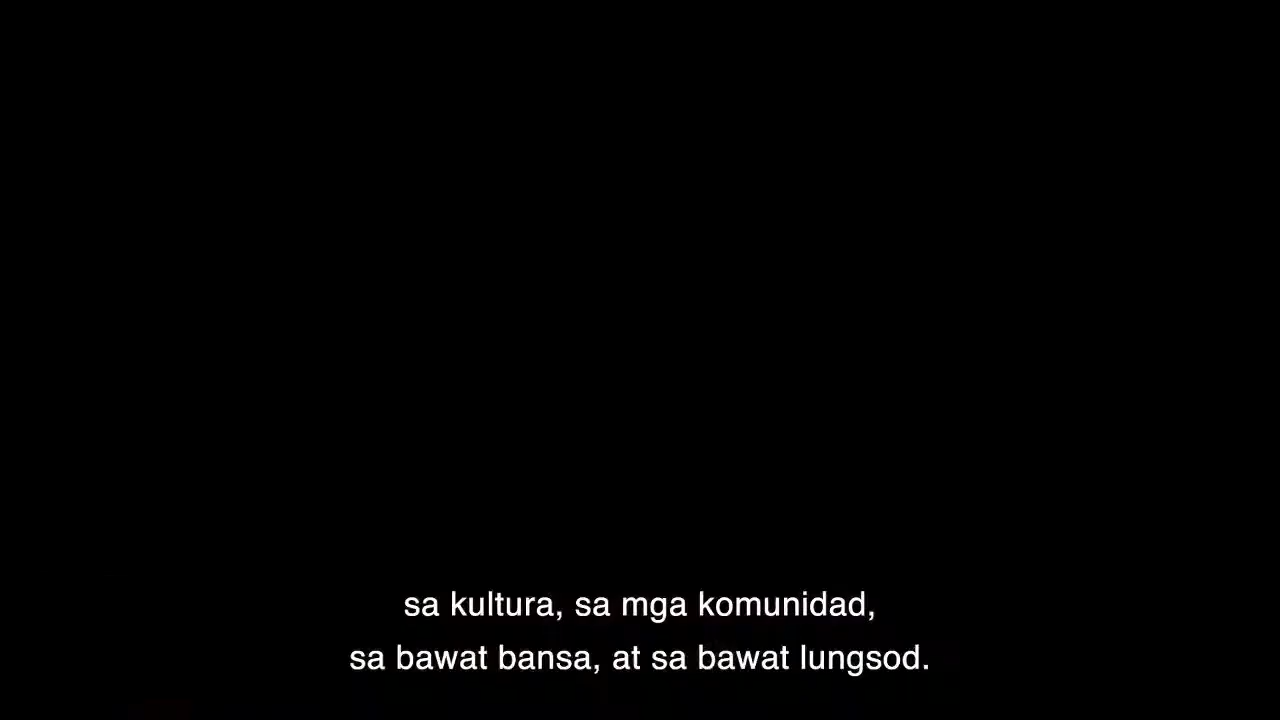 sa kultura, sa mga komunidad,
sa bawat bansa, at sa bawat lungsod.